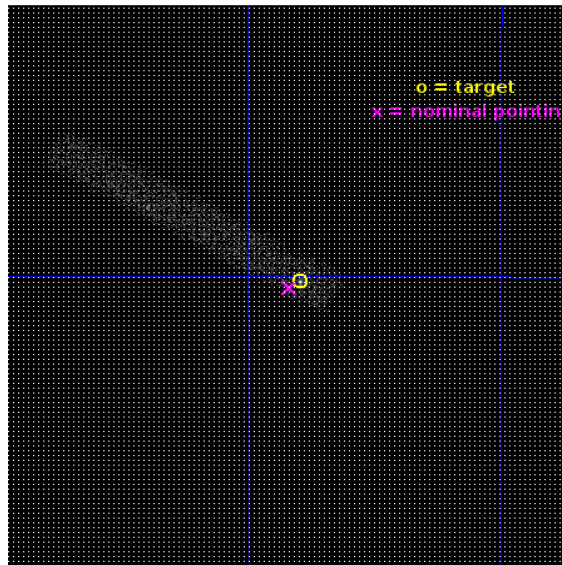 o = target
x = nominal pointin